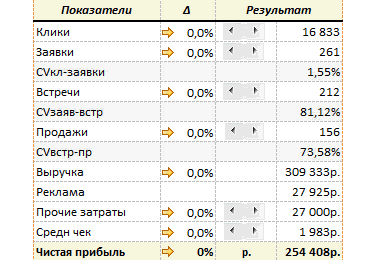 Показатели Δ Результат
Клики 0,0% 16 833
Заявки 0,0% 261
CVкл-заявки 1,55%
Встречи 0,0% 212
CVзаяв-встр 81,12%
Продажи 0,0% 156
CVвстр-пр 73,58%
Выручка 0,0% 309 333р.
Реклама 27 925р.
Прочие затраты 0,0% 27 000р.
Средн чек 0,0% 1 983р.
Чистая прибыль 0% р. 254 408р.